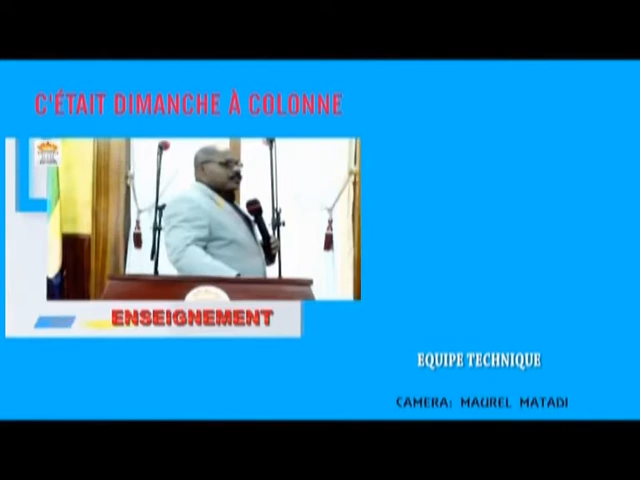 C'ÉTAIT DIMANCHE À COLONNE
ENSEIGNEMENT
EQUIPE TECHNIQUE
CAMERA: MAUREL MATADI